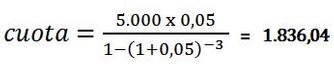 cuota = 5.000 x 0,05 / 1−(1+0,05)⁻³ = 1.836,04